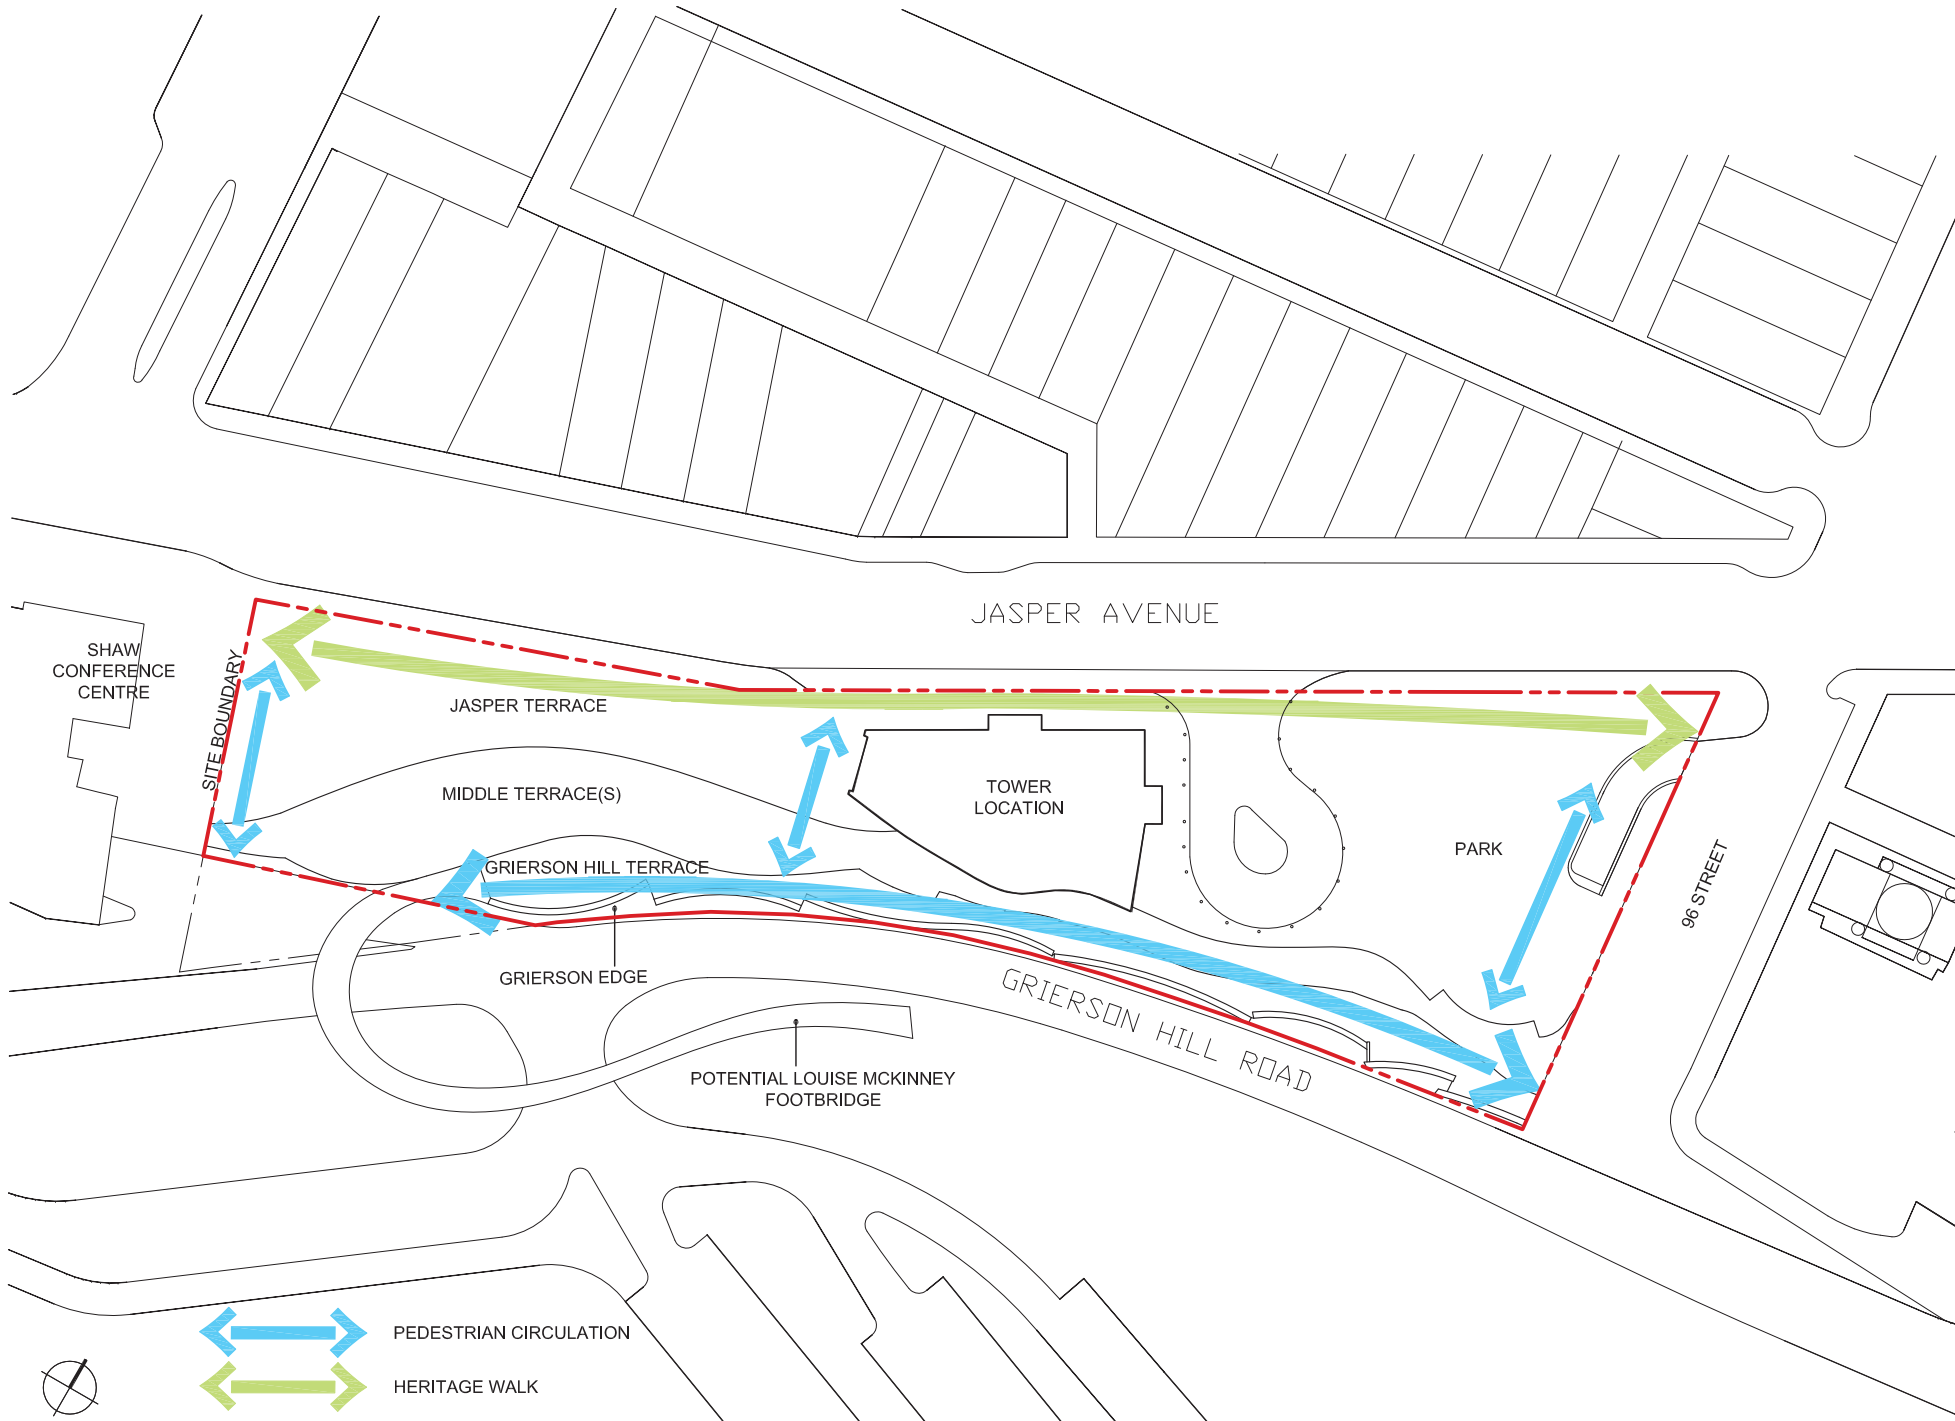 JASPER AVENUE
SHAW
CONFERENCE
CENTRE
SITE BOUNDARY
JASPER TERRACE
MIDDLE TERRACE(S)
TOWER
LOCATION
PARK
96 STREET
GRIERSON HILL TERRACE
GRIERSON EDGE
GRIERSON HILL ROAD
POTENTIAL LOUISE MCKINNEY
FOOTBRIDGE
PEDESTRIAN CIRCULATION
HERITAGE WALK